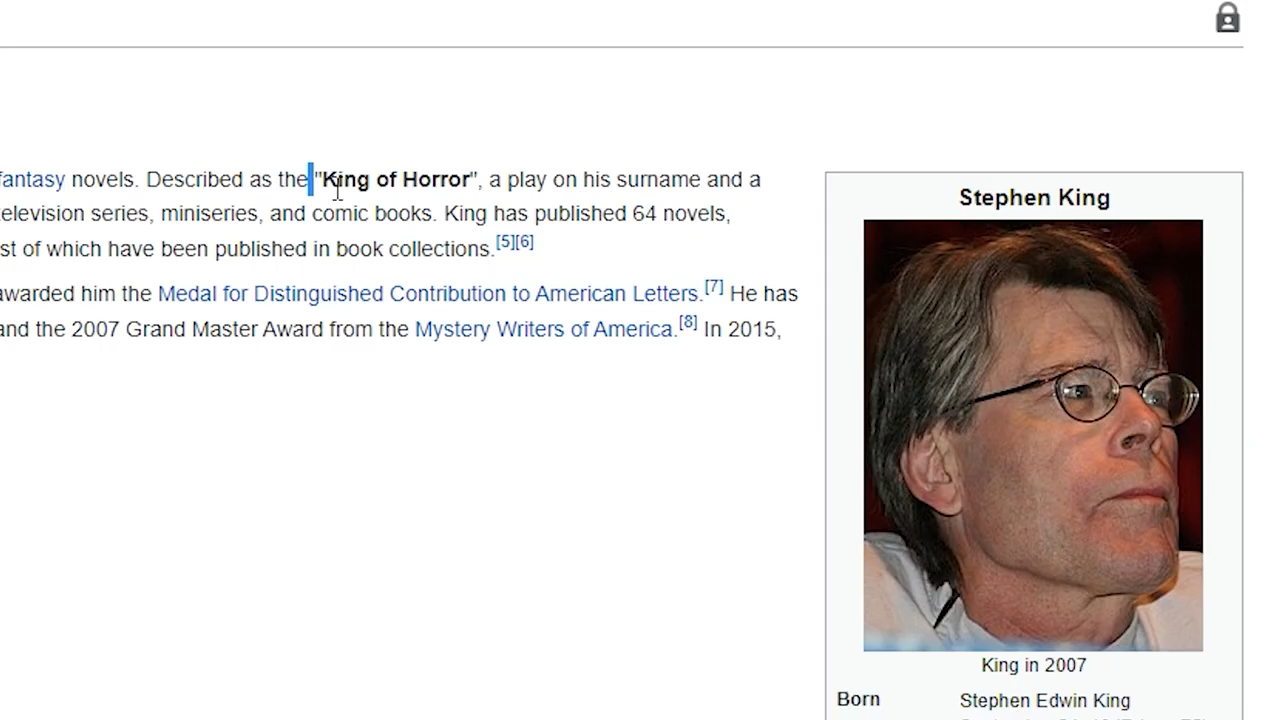 fantasy novels. Described as the "King of Horror", a play on his surname and a
television series, miniseries, and comic books. King has published 64 novels,
st of which have been published in book collections.[5][6]
awarded him the Medal for Distinguished Contribution to American Letters.[7] He has
and the 2007 Grand Master Award from the Mystery Writers of America.[8] In 2015,
Stephen King
King in 2007
Born Stephen Edwin King